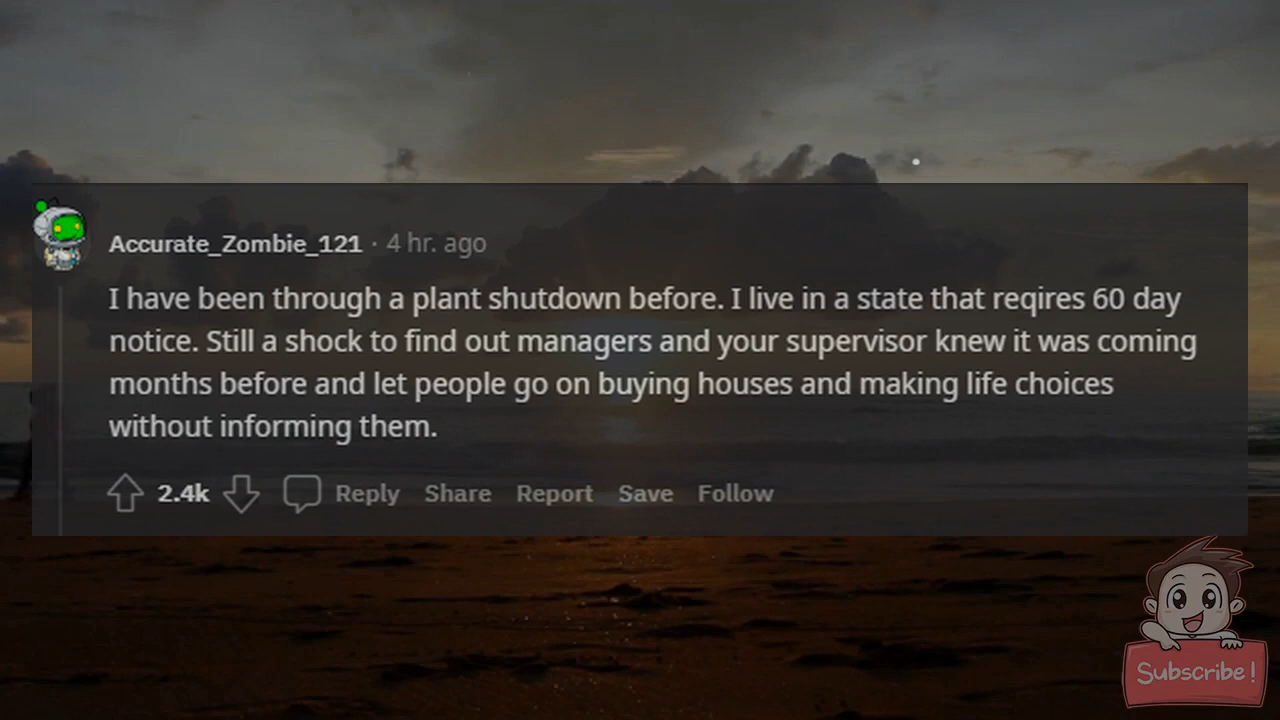 Accurate_Zombie_121 · 4 hr. ago
I have been through a plant shutdown before. I live in a state that reqires 60 day
notice. Still a shock to find out managers and your supervisor knew it was coming
months before and let people go on buying houses and making life choices
without informing them.
2.4k Reply Share Report Save Follow
Subscribe!